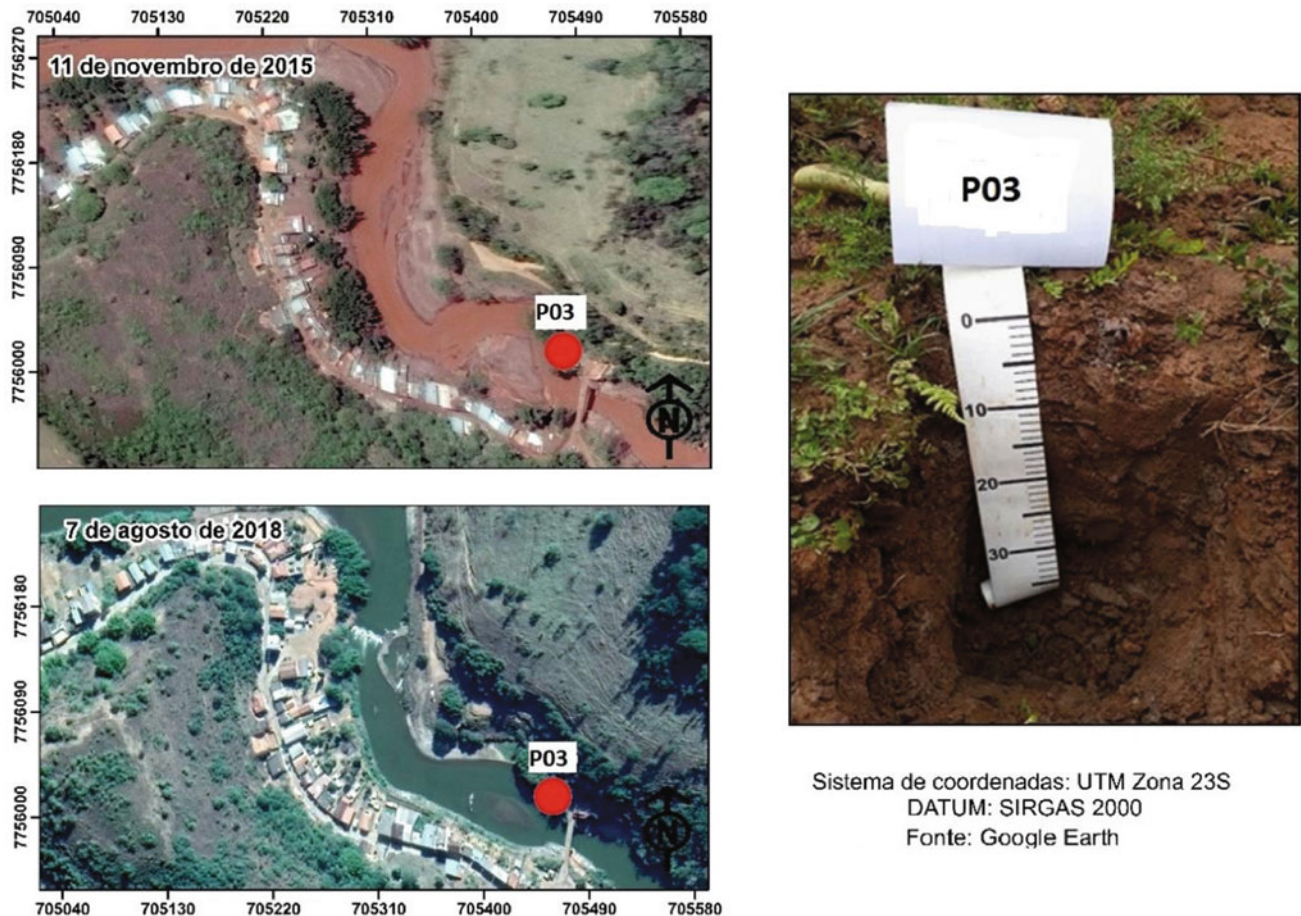 705040 705130 705220 705310 705400 705490 705580
11 de novembro de 2015
7756270
7756180
7756090
7756000
P03
N
7 de agosto de 2018
7756180
7756090
7756000
P03
N
705040 705130 705220 705310 705400 705490 705580
P03
0
10
20
30
Sistema de coordenadas: UTM Zona 23S
DATUM: SIRGAS 2000
Fonte: Google Earth